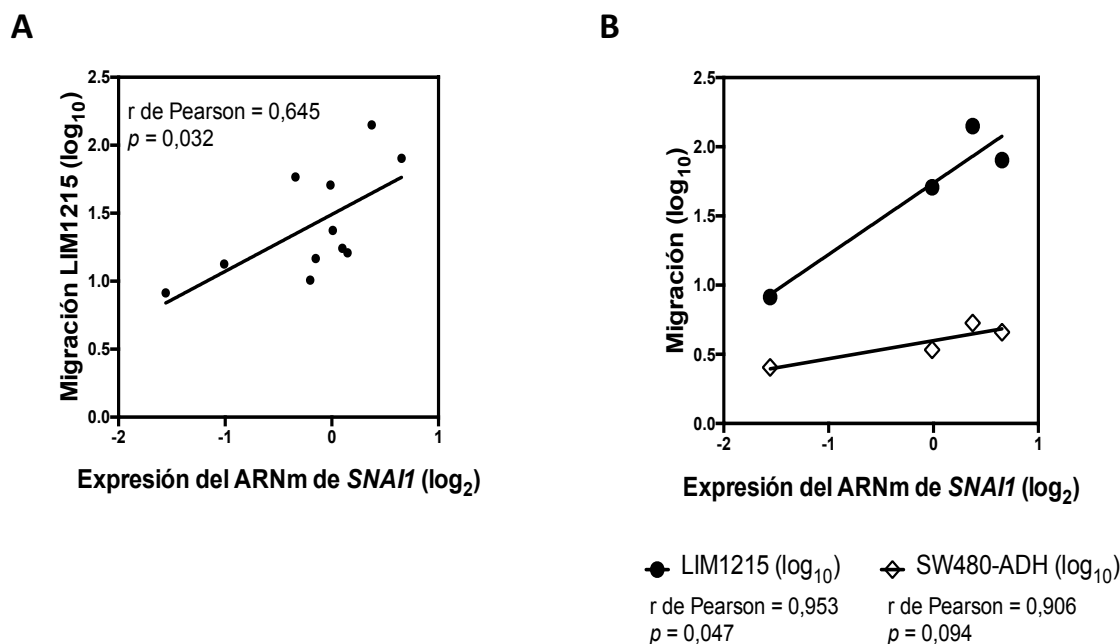 A
r de Pearson = 0,645
p = 0,032
Migración LIM1215 (log10)
2.5
2.0
1.5
1.0
0.5
0.0
-2
-1
0
1
Expresión del ARNm de SNAI1 (log2)
B
Migración (log10)
2.5
2.0
1.5
1.0
0.5
0.0
-2
-1
0
1
Expresión del ARNm de SNAI1 (log2)
LIM1215 (log10)
r de Pearson = 0,953
p = 0,047
SW480-ADH (log10)
r de Pearson = 0,906
p = 0,094